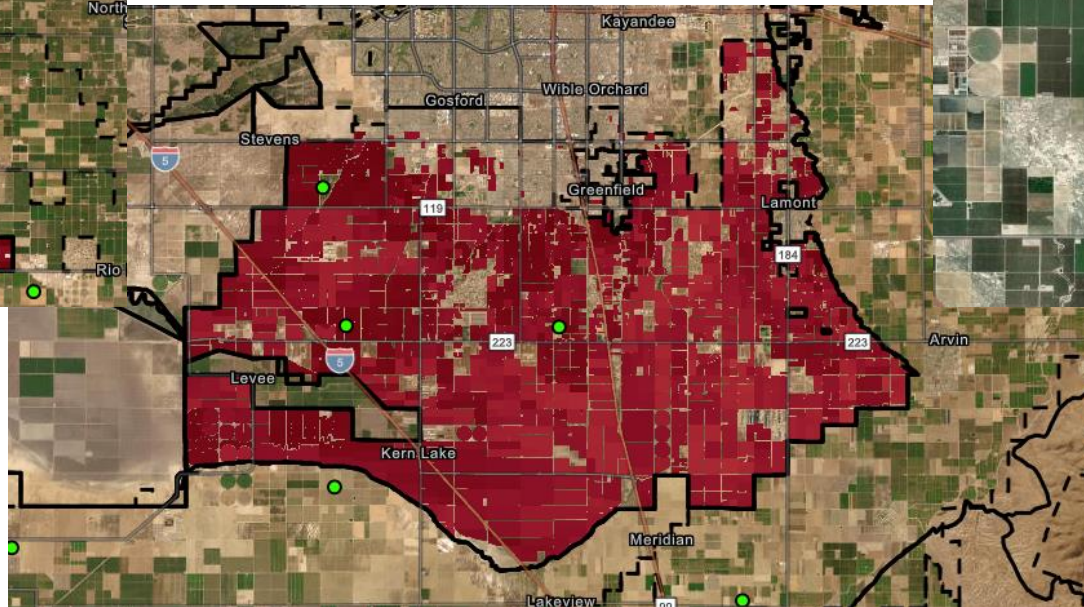 North
Kayandee
Wible Orchard
Gosford
Stevens
5
Greenfield
119
Lamont
184
Rio
223
223
Arvin
5
Levee
Kern Lake
Meridian
Lakeview
99